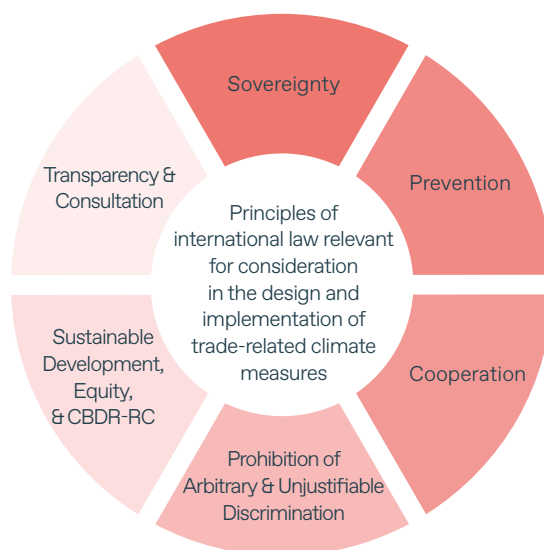 Sovereignty
Prevention
Cooperation
Prohibition of
Arbitrary & Unjustifiable
Discrimination
Sustainable
Development,
Equity,
& CBDR-RC
Transparency &
Consultation
Principles of
international law relevant
for consideration
in the design and
implementation of
trade-related climate
measures